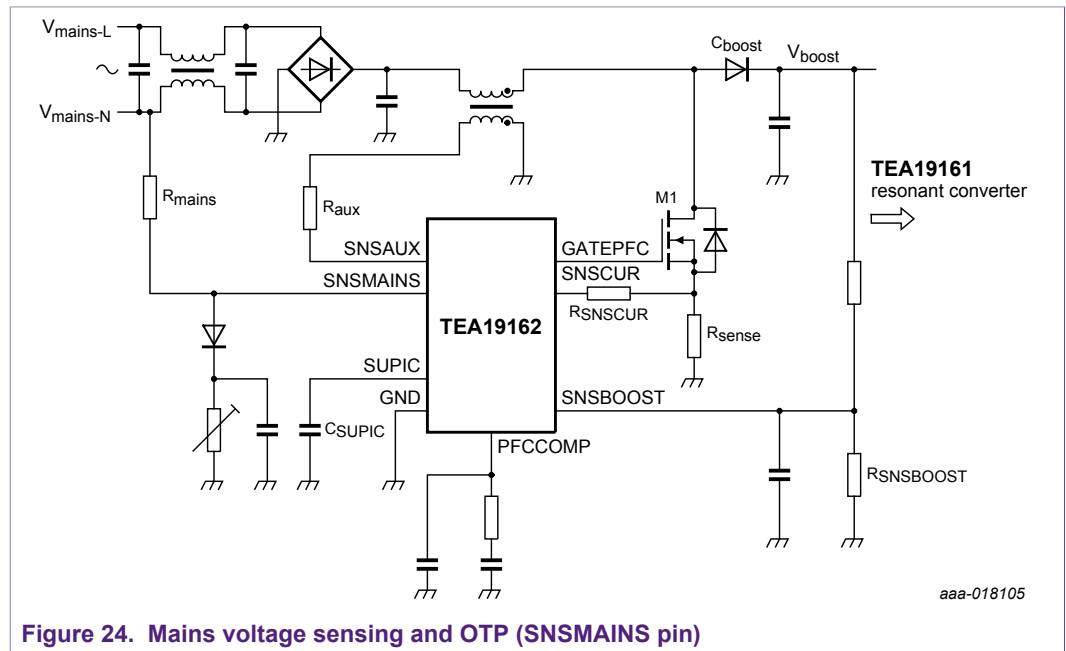 Vmains-L
Cboost
Vboost
Vmains-N
TEA19161
resonant converter
Rmains
Raux
M1
SNSAUX
GATEPFC
SNSMAINS
SNSCUR
RSNSCUR
TEA19162
Rsense
SUPIC
GND
SNSBOOST
CSUPIC
PFCCOMP
RSNSBOOST
aaa-018105
Figure 24. Mains voltage sensing and OTP (SNSMAINS pin)